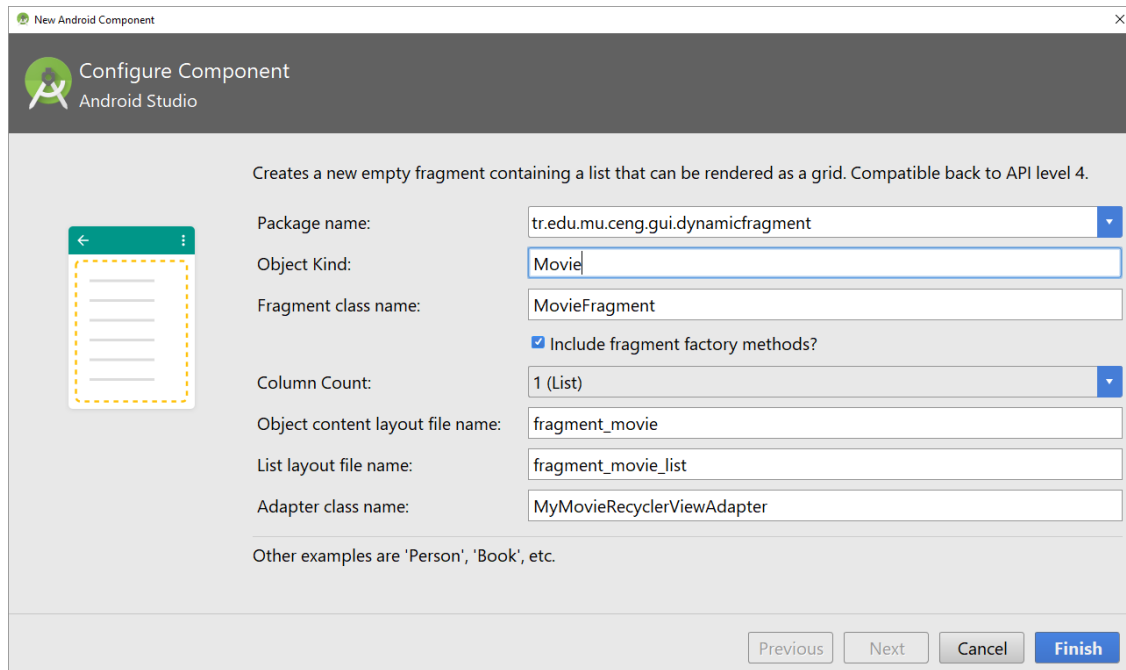 New Android Component
Configure Component
Android Studio
Creates a new empty fragment containing a list that can be rendered as a grid. Compatible back to API level 4.
Package name: tr.edu.mu.ceng.gui.dynamicfragment
Object Kind: Movie
Fragment class name: MovieFragment
Include fragment factory methods?
Column Count: 1 (List)
Object content layout file name: fragment_movie
List layout file name: fragment_movie_list
Adapter class name: MyMovieRecyclerViewAdapter
Other examples are 'Person', 'Book', etc.
Previous Next Cancel Finish